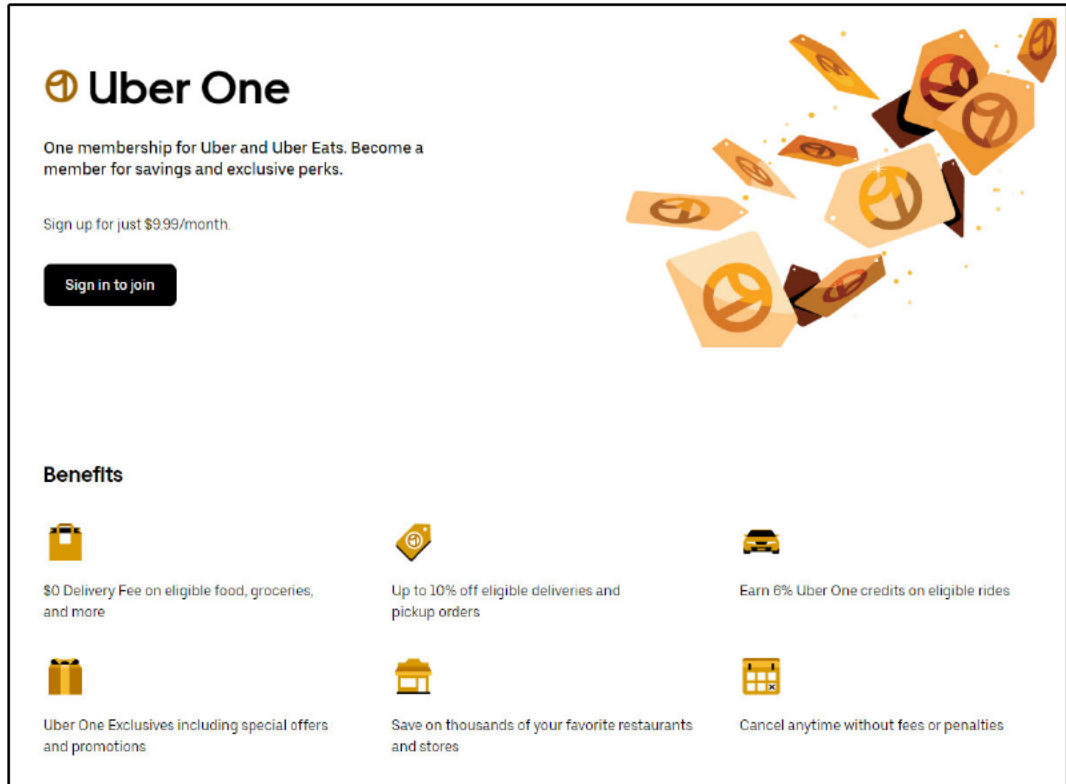 Uber One
One membership for Uber and Uber Eats. Become a
member for savings and exclusive perks.
Sign up for just $9.99/month.
Sign in to join
Benefits
$0 Delivery Fee on eligible food, groceries,
and more
Up to 10% off eligible deliveries and
pickup orders
Earn 6% Uber One credits on eligible rides
Uber One Exclusives including special offers
and promotions
Save on thousands of your favorite restaurants
and stores
Cancel anytime without fees or penalties